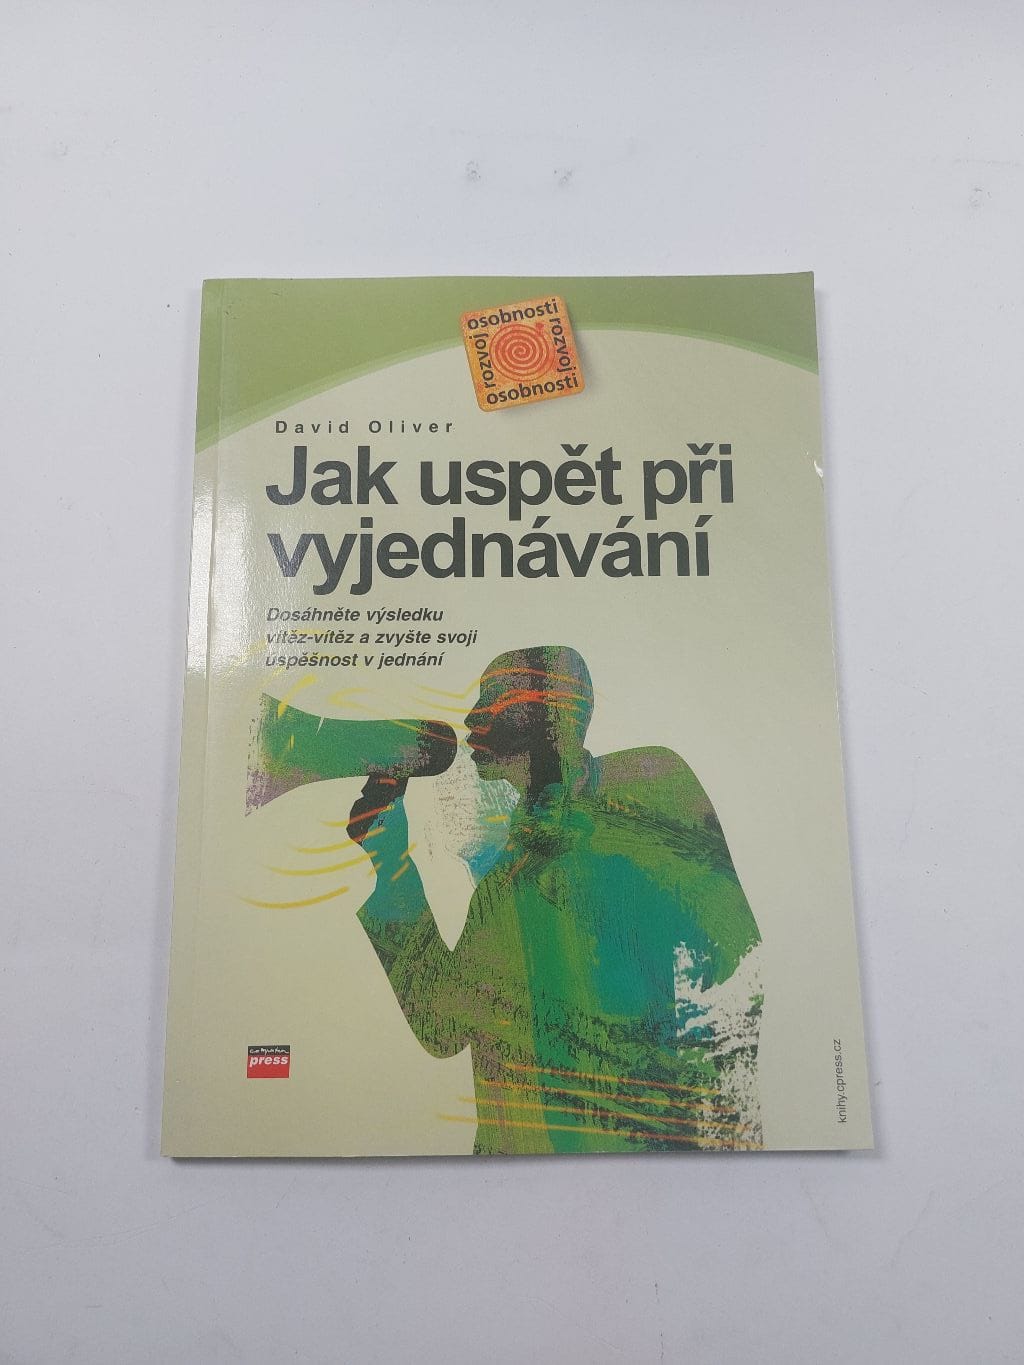 osobnosti
rozvoj
rozvoj
osobnosti
David Oliver
Jak uspět při
vyjednávání
Dosáhněte výsledku
vítěz-vítěz a zvyšte svoji
úspěšnost v jednání
computer
press
knihy.cpress.cz